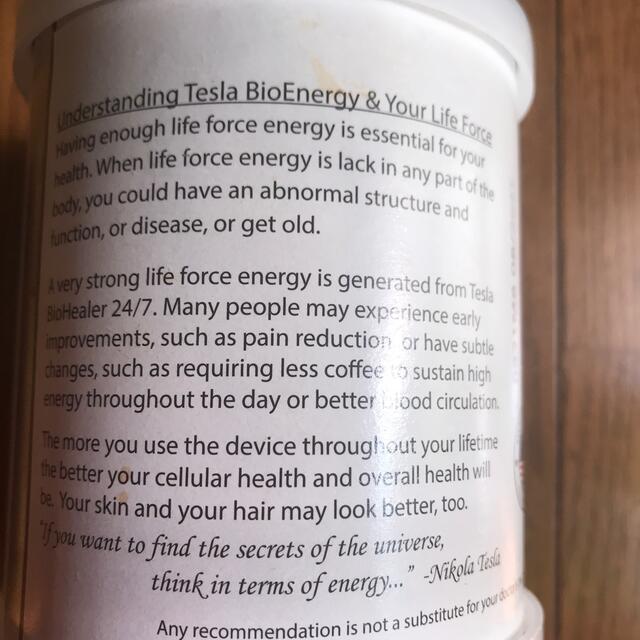 Understanding Tesla BioEnergy & Your Life Force
Having enough life force energy is essential for your
health. When life force energy is lack in any part of the
body, you could have an abnormal structure and
function, or disease, or get old.
A very strong life force energy is generated from Tesla
BioHealer 24/7. Many people may experience early
improvements, such as pain reduction or have subtle
changes, such as requiring less coffee to sustain high
energy throughout the day or better blood circulation.
The more you use the device throughout your lifetime
the better your cellular health and overall health will
be. Your skin and your hair may look better, too.
"If you want to find the secrets of the universe,
think in terms of energy..." -Nikola Tesla
Any recommendation is not a substitute for your